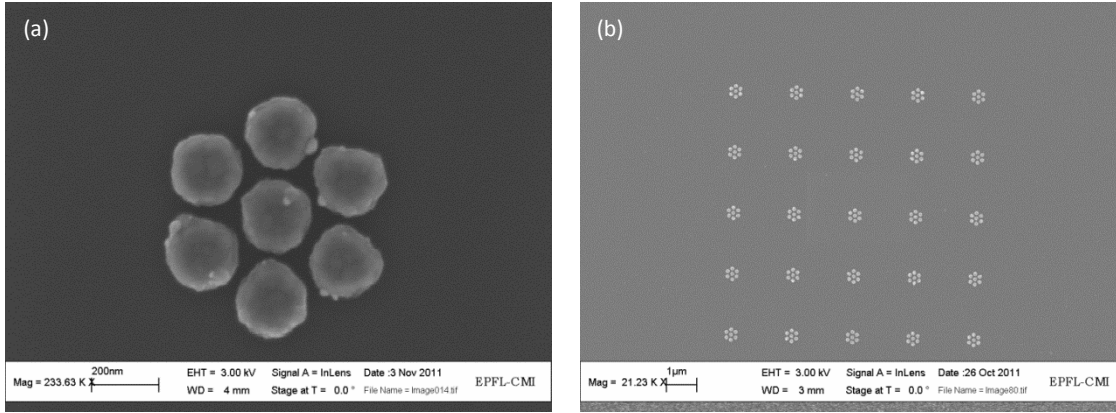 (a)
200nm
Mag = 233.63 K X
EHT = 3.00 kV
Signal A = InLens
Date :3 Nov 2011
WD = 4 mm
Stage at T = 0.0 °
File Name = Image014.tif
EPFL-CMI
(b)
1µm
Mag = 21.23 K X
EHT = 3.00 kV
Signal A = InLens
Date :26 Oct 2011
WD = 3 mm
Stage at T = 0.0 °
File Name = Image80.tif
EPFL-CMI